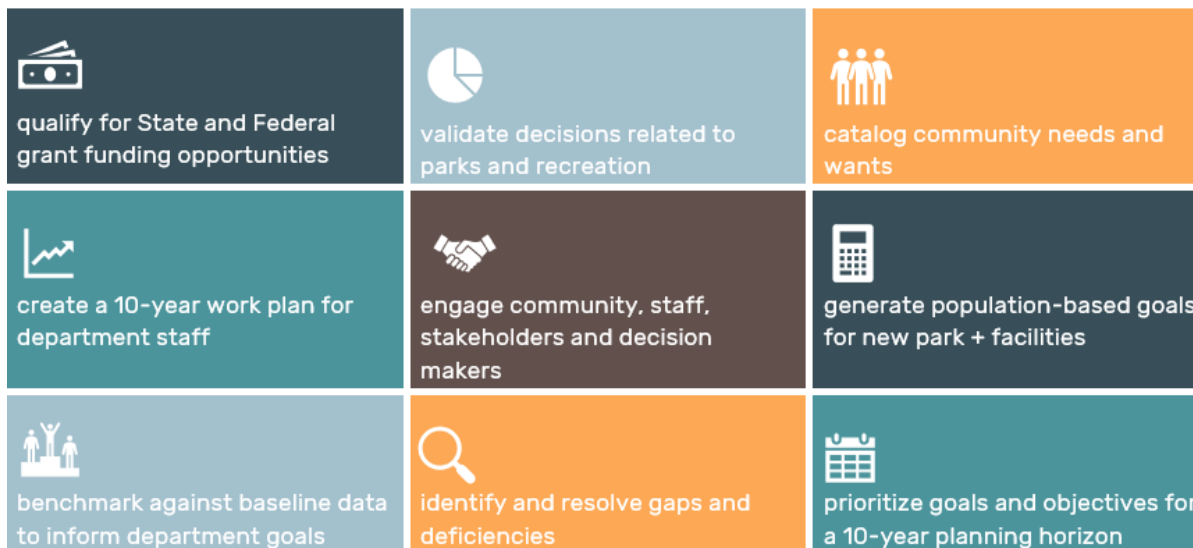 qualify for State and Federal
grant funding opportunities
validate decisions related to
parks and recreation
catalog community needs and
wants
create a 10-year work plan for
department staff
engage community, staff,
stakeholders and decision
makers
generate population-based goals
for new park + facilities
benchmark against baseline data
to inform department goals
identify and resolve gaps and
deficiencies
prioritize goals and objectives for
a 10-year planning horizon